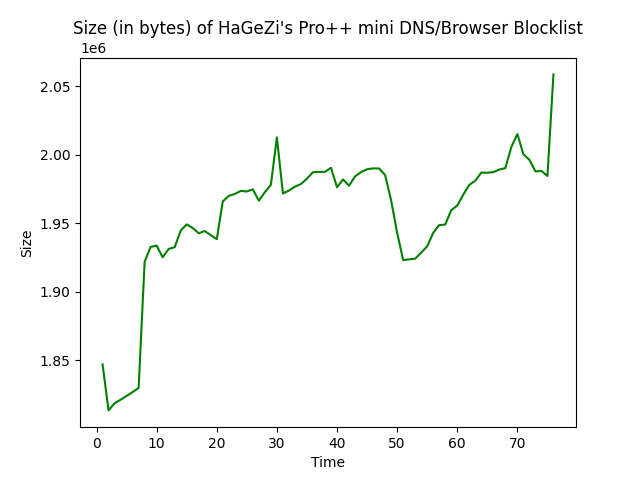 Size (in bytes) of HaGeZi's Pro++ mini DNS/Browser Blocklist
1e6
2.05
2.00
1.95
1.90
1.85
Size
0 10 20 30 40 50 60 70
Time